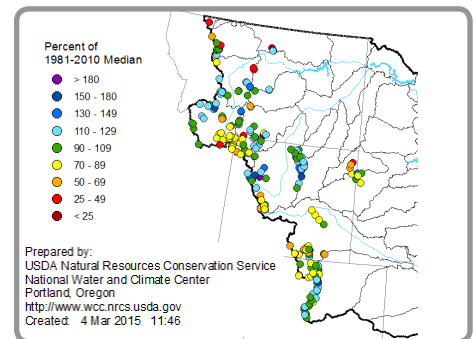 Percent of
1981-2010 Median
> 180
150 - 180
130 - 149
110 - 129
90 - 109
70 - 89
50 - 69
25 - 49
< 25
Prepared by:
USDA Natural Resources Conservation Service
National Water and Climate Center
Portland, Oregon
http://www.wcc.nrcs.usda.gov
Created: 4 Mar 2015 11:46